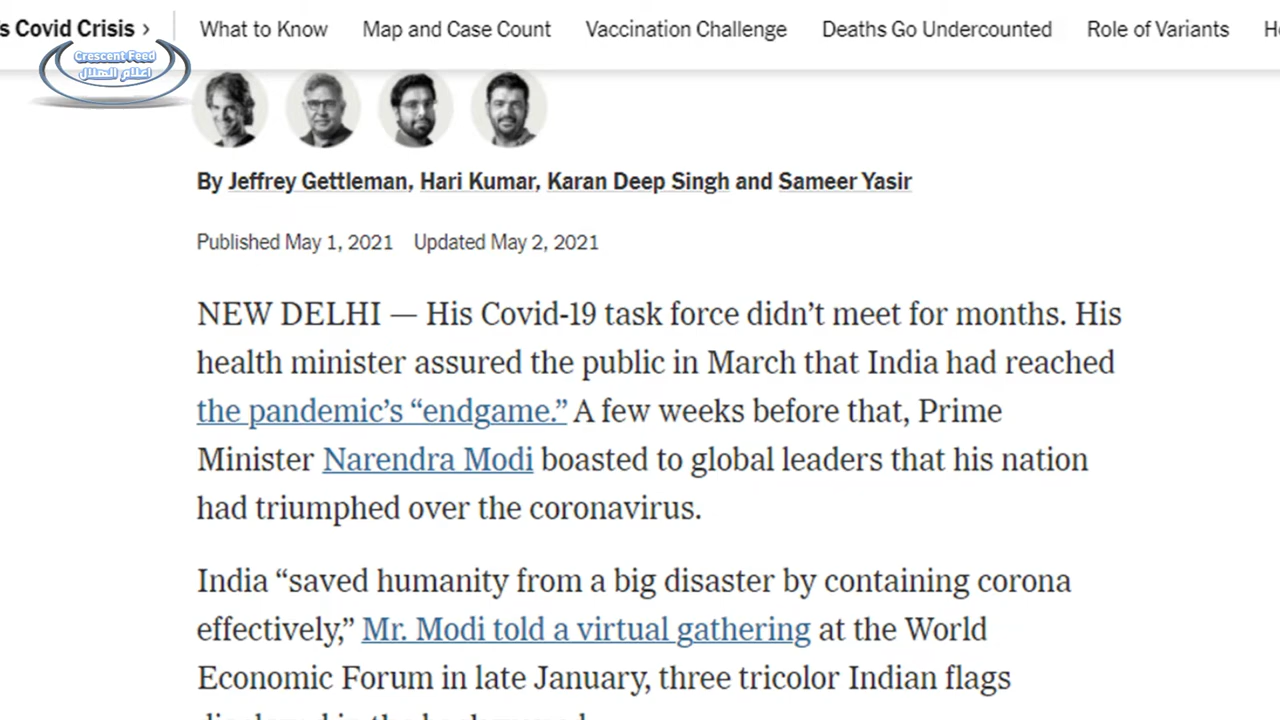 s Covid Crisis › What to Know Map and Case Count Vaccination Challenge Deaths Go Undercounted Role of Variants
Crescent Feed
اعلام الهلال
By Jeffrey Gettleman, Hari Kumar, Karan Deep Singh and Sameer Yasir
Published May 1, 2021 Updated May 2, 2021
NEW DELHI — His Covid-19 task force didn’t meet for months. His
health minister assured the public in March that India had reached
the pandemic’s “endgame.” A few weeks before that, Prime
Minister Narendra Modi boasted to global leaders that his nation
had triumphed over the coronavirus.
India “saved humanity from a big disaster by containing corona
effectively,” Mr. Modi told a virtual gathering at the World
Economic Forum in late January, three tricolor Indian flags